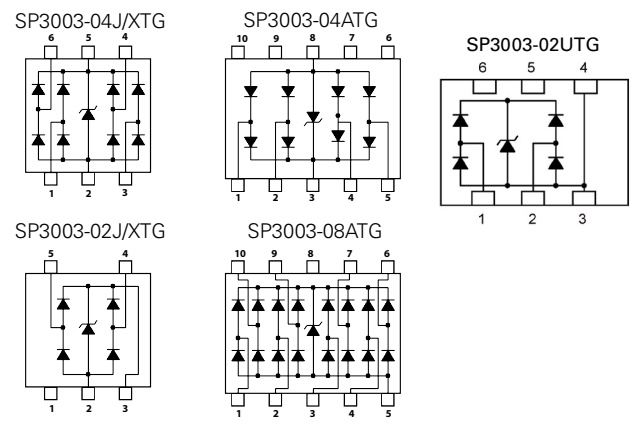 SP3003-04J/XTG
6 5 4
1 2 3
SP3003-04ATG
10 9 8 7 6
1 2 3 4 5
SP3003-02UTG
6 5 4
1 2 3
SP3003-02J/XTG
5 4
1 2 3
SP3003-08ATG
10 9 8 7 6
1 2 3 4 5